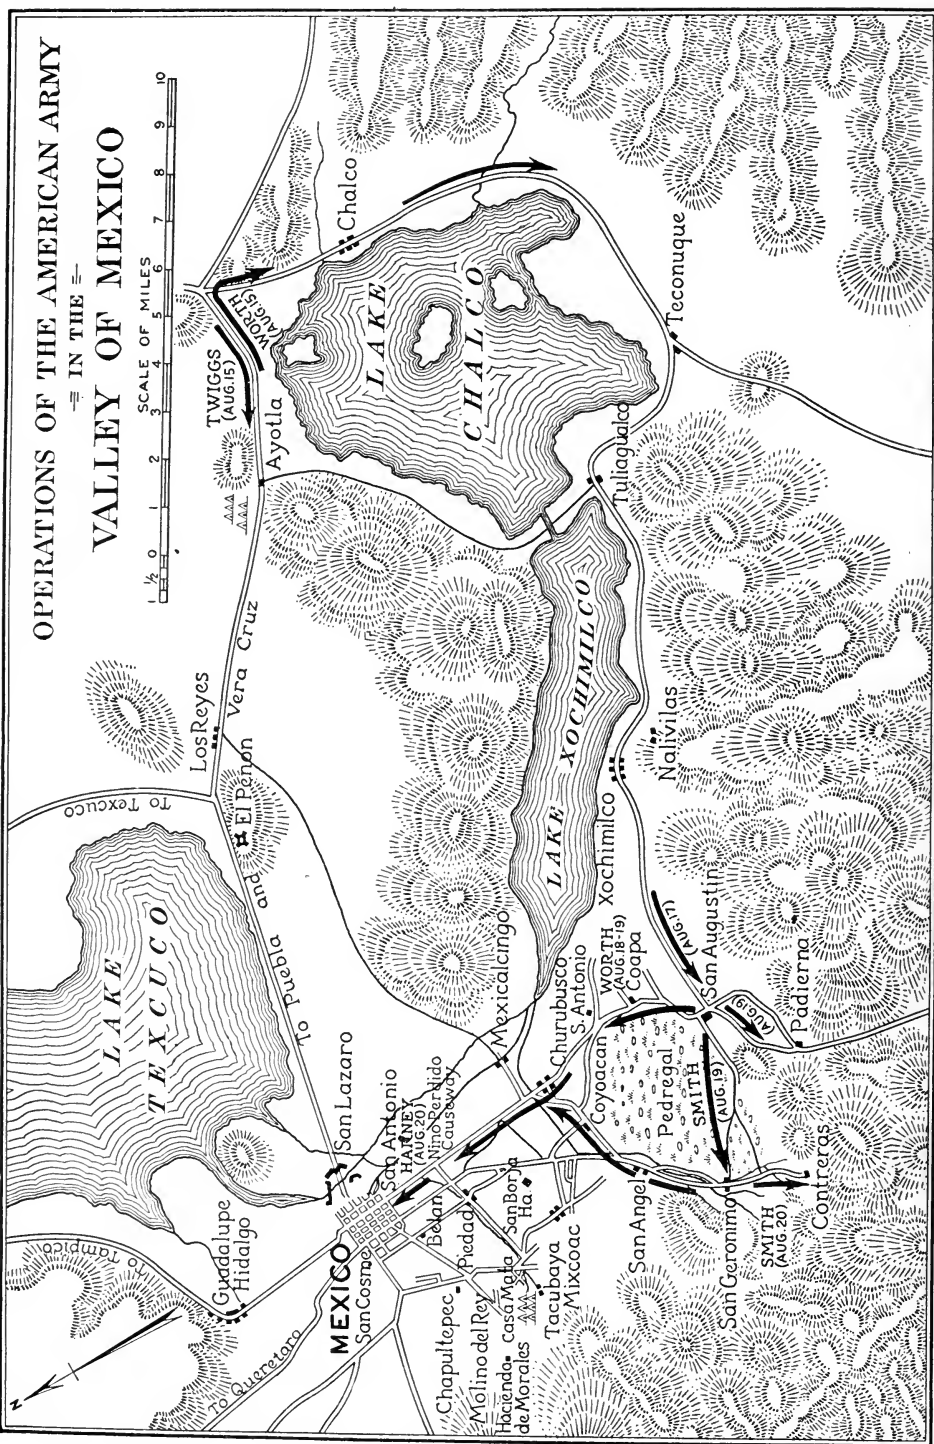 OPERATIONS OF THE AMERICAN ARMY
IN THE
VALLEY OF MEXICO
SCALE OF MILES
1 ½ 0 1 2 3 4 5 6 7 8 9 10
N
To Tampico
Guadalupe
Hidalgo
To Queretaro
LAKE
TEXCUCO
To Texcuco
Los Reyes
El Penon
To Puebla and Vera Cruz
TWIGGS
(AUG. 15)
WORTH
(AUG. 15)
Ayotla
Chalco
LAKE
CHALCO
Teconuque
Tuliagualco
LAKE XOCHIMILCO
Nativilas
Xochimilco
San Lazaro
MEXICO
San Cosme
San Antonio
HARNEY
(AUG. 20)
Nino Perdido
Causeway
Belan
Piedad
San Borja
Ha.
Chapultepec
Molino del Rey
Casa Mata
Hacienda
de Morales
Tacubaya
Mixcoac
Mexicalcingo
Churubusco
S. Antonio
WORTH
(AUG. 18-19)
Coapa
Coyoacan
Pedregal
(AUG. 17)
San Augustin
(AUG. 19)
Padierna
SMITH
(AUG. 19)
San Angel
San Geronimo
SMITH
(AUG. 20)
Contreras